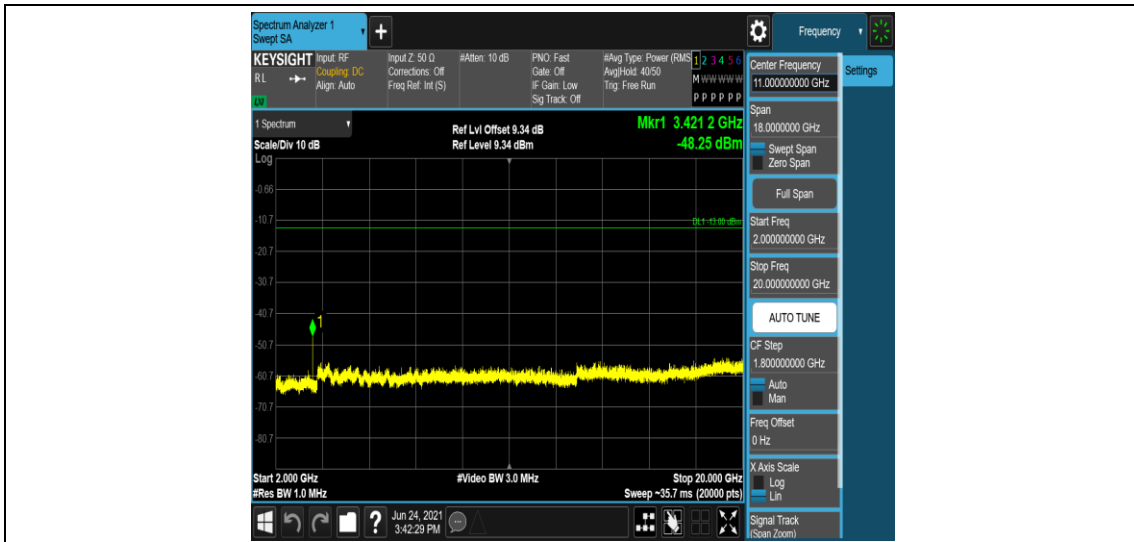 Spectrum Analyzer 1
Swept SA
+
Frequency
KEYSIGHT
RL
LXI
Input: RF
Coupling: DC
Align: Auto
Input Z: 50 Ω
Corrections: Off
Freq Ref: Int (S)
#Atten: 10 dB
PNO: Fast
Gate: Off
IF Gain: Low
Sig Track: Off
#Avg Type: Power (RMS
Avg|Hold: 40/50
Trig: Free Run
1 2 3 4 5 6
M W W W W W
P P P P P P
Center Frequency
11.000000000 GHz
Settings
1 Spectrum
Scale/Div 10 dB
Ref Lvl Offset 9.34 dB
Ref Level 9.34 dBm
Mkr1 3.421 2 GHz
-48.25 dBm
Log
-0.66
-10.7
-20.7
-30.7
-40.7
-50.7
-60.7
-70.7
-80.7
DL1 -13.00 dBm
1
Start 2.000 GHz
#Res BW 1.0 MHz
#Video BW 3.0 MHz
Stop 20.000 GHz
Sweep ~35.7 ms (20000 pts)
Span
18.0000000 GHz
Swept Span
Zero Span
Full Span
Start Freq
2.000000000 GHz
Stop Freq
20.000000000 GHz
AUTO TUNE
CF Step
1.800000000 GHz
Auto
Man
Freq Offset
0 Hz
X Axis Scale
Log
Lin
Signal Track
(Span Zoom)
?
Jun 24, 2021
3:42:29 PM